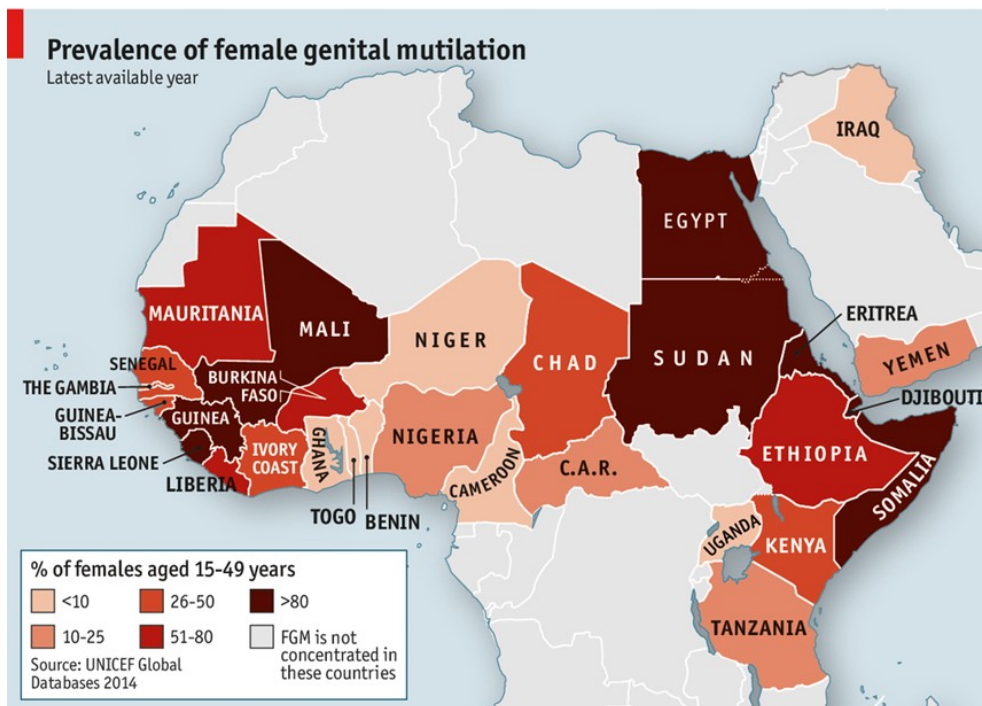 Prevalence of female genital mutilation
Latest available year
IRAQ
EGYPT
MAURITANIA
MALI
NIGER
CHAD
SUDAN
ERITREA
YEMEN
SENEGAL
THE GAMBIA
BURKINA
FASO
DJIBOUTI
GUINEA-
BISSAU
GUINEA
IVORY
COAST
GHANA
NIGERIA
CAMEROON
C.A.R.
ETHIOPIA
SOMALIA
SIERRA LEONE
LIBERIA
TOGO
BENIN
UGANDA
KENYA
TANZANIA
% of females aged 15-49 years
<10
26-50
>80
10-25
51-80
FGM is not
concentrated in
these countries
Source: UNICEF Global
Databases 2014